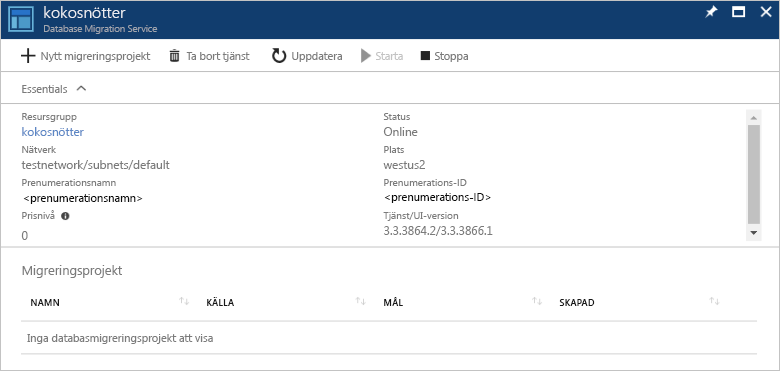 kokosnötter
Database Migration Service
Nytt migreringsprojekt Ta bort tjänst Uppdatera Starta Stoppa
Essentials
Resursgrupp Status
kokosnötter Online
Nätverk Plats
testnetwork/subnets/default westus2
Prenumerationsnamn Prenumerations-ID
<prenumerationsnamn> <prenumerations-ID>
Prisnivå Tjänst/UI-version
0 3.3.3864.2/3.3.3866.1
Migreringsprojekt
NAMN KÄLLA MÅL SKAPAD
Inga databasmigreringsprojekt att visa